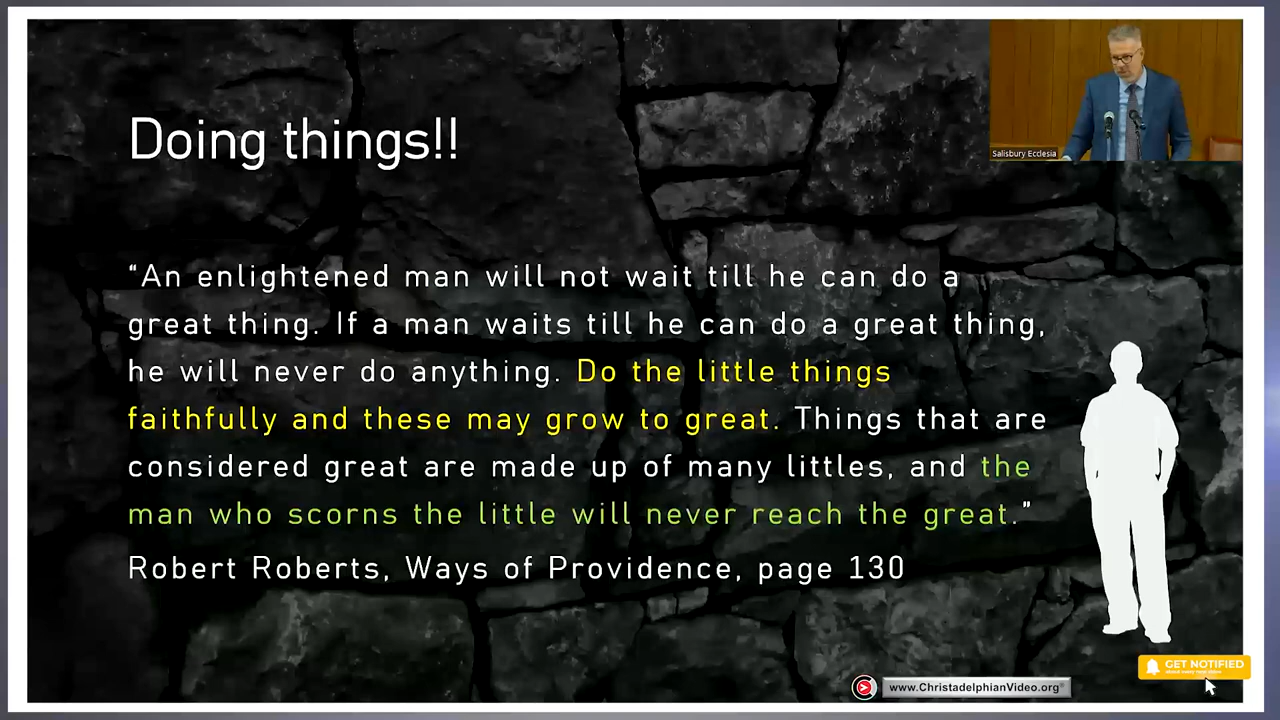 Doing things!!
Salisbury Ecclesia
“An enlightened man will not wait till he can do a
great thing. If a man waits till he can do a great thing,
he will never do anything. Do the little things
faithfully and these may grow to great. Things that are
considered great are made up of many littles, and the
man who scorns the little will never reach the great.”
Robert Roberts, Ways of Providence, page 130
GET NOTIFIED
about every new video
www.ChristadelphianVideo.org